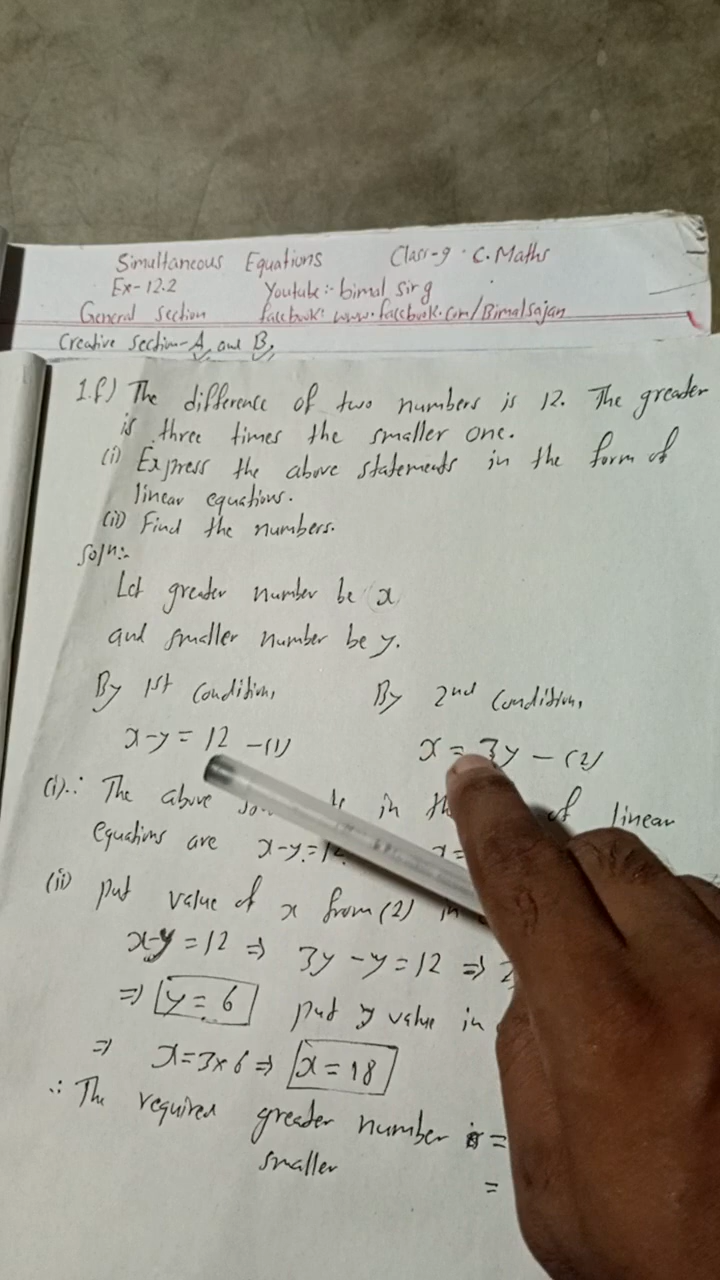 Simultaneous Equations Class-9 C. Maths
Ex-12.2 Youtube:- bimal sir g
General section facebook: www.facebook.com/Bimalsajan
Creative section-A, and B,
1.f) The difference of two numbers is 12. The greater
is three times the smaller one.
(i) Express the above statements in the form of
linear equations.
(ii) Find the numbers.
Soln:-
Let greater number be x
and smaller number be y.
By 1st condition, By 2nd condition,
x-y = 12 -(1) x = 3y - (2)
(i).: The above in of linear
equations are x-y = 12
(ii) put value of x from (2) in
x-y = 12 ⇒ 3y - y = 12 ⇒ 2
⇒ y = 6 put y value in
⇒ x = 3 × 6 ⇒ x = 18
∴ The required greater number is =
smaller =